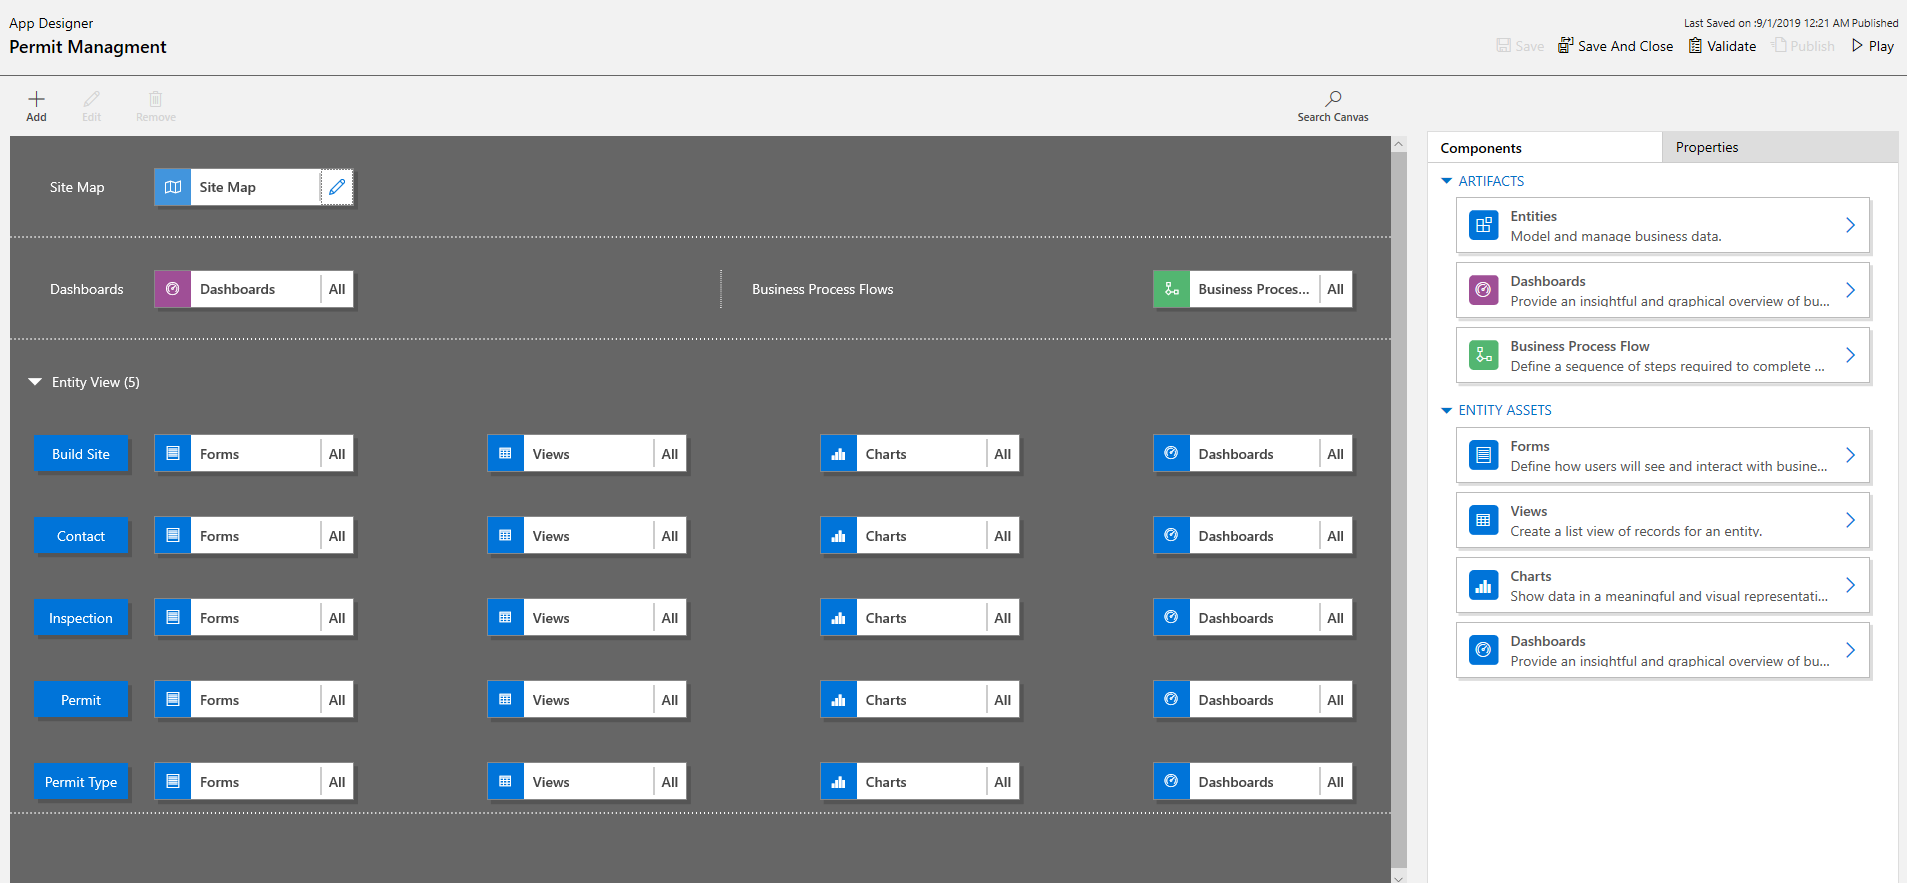 App Designer
Permit Managment
Last Saved on :9/1/2019 12:21 AM Published
Save Save And Close Validate Publish Play
Add Edit Remove Search Canvas
Site Map Site Map
Dashboards Dashboards All Business Process Flows Business Proces... All
Entity View (5)
Build Site Forms All Views All Charts All Dashboards All
Contact Forms All Views All Charts All Dashboards All
Inspection Forms All Views All Charts All Dashboards All
Permit Forms All Views All Charts All Dashboards All
Permit Type Forms All Views All Charts All Dashboards All
Components Properties
ARTIFACTS
Entities
Model and manage business data.
Dashboards
Provide an insightful and graphical overview of bu...
Business Process Flow
Define a sequence of steps required to complete ...
ENTITY ASSETS
Forms
Define how users will see and interact with busine...
Views
Create a list view of records for an entity.
Charts
Show data in a meaningful and visual representati...
Dashboards
Provide an insightful and graphical overview of bu...